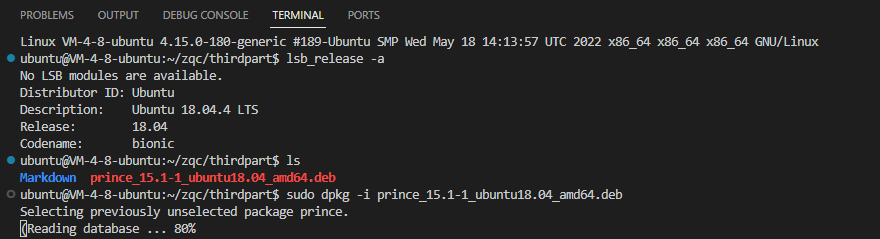 PROBLEMS OUTPUT DEBUG CONSOLE TERMINAL PORTS
Linux VM-4-8-ubuntu 4.15.0-180-generic #189-Ubuntu SMP Wed May 18 14:13:57 UTC 2022 x86_64 x86_64 x86_64 GNU/Linux
ubuntu@VM-4-8-ubuntu:~/zqc/thirdpart$ lsb_release -a
No LSB modules are available.
Distributor ID: Ubuntu
Description:    Ubuntu 18.04.4 LTS
Release:        18.04
Codename:       bionic
ubuntu@VM-4-8-ubuntu:~/zqc/thirdpart$ ls
Markdown  prince_15.1-1_ubuntu18.04_amd64.deb
ubuntu@VM-4-8-ubuntu:~/zqc/thirdpart$ sudo dpkg -i prince_15.1-1_ubuntu18.04_amd64.deb
Selecting previously unselected package prince.
(Reading database ... 80%